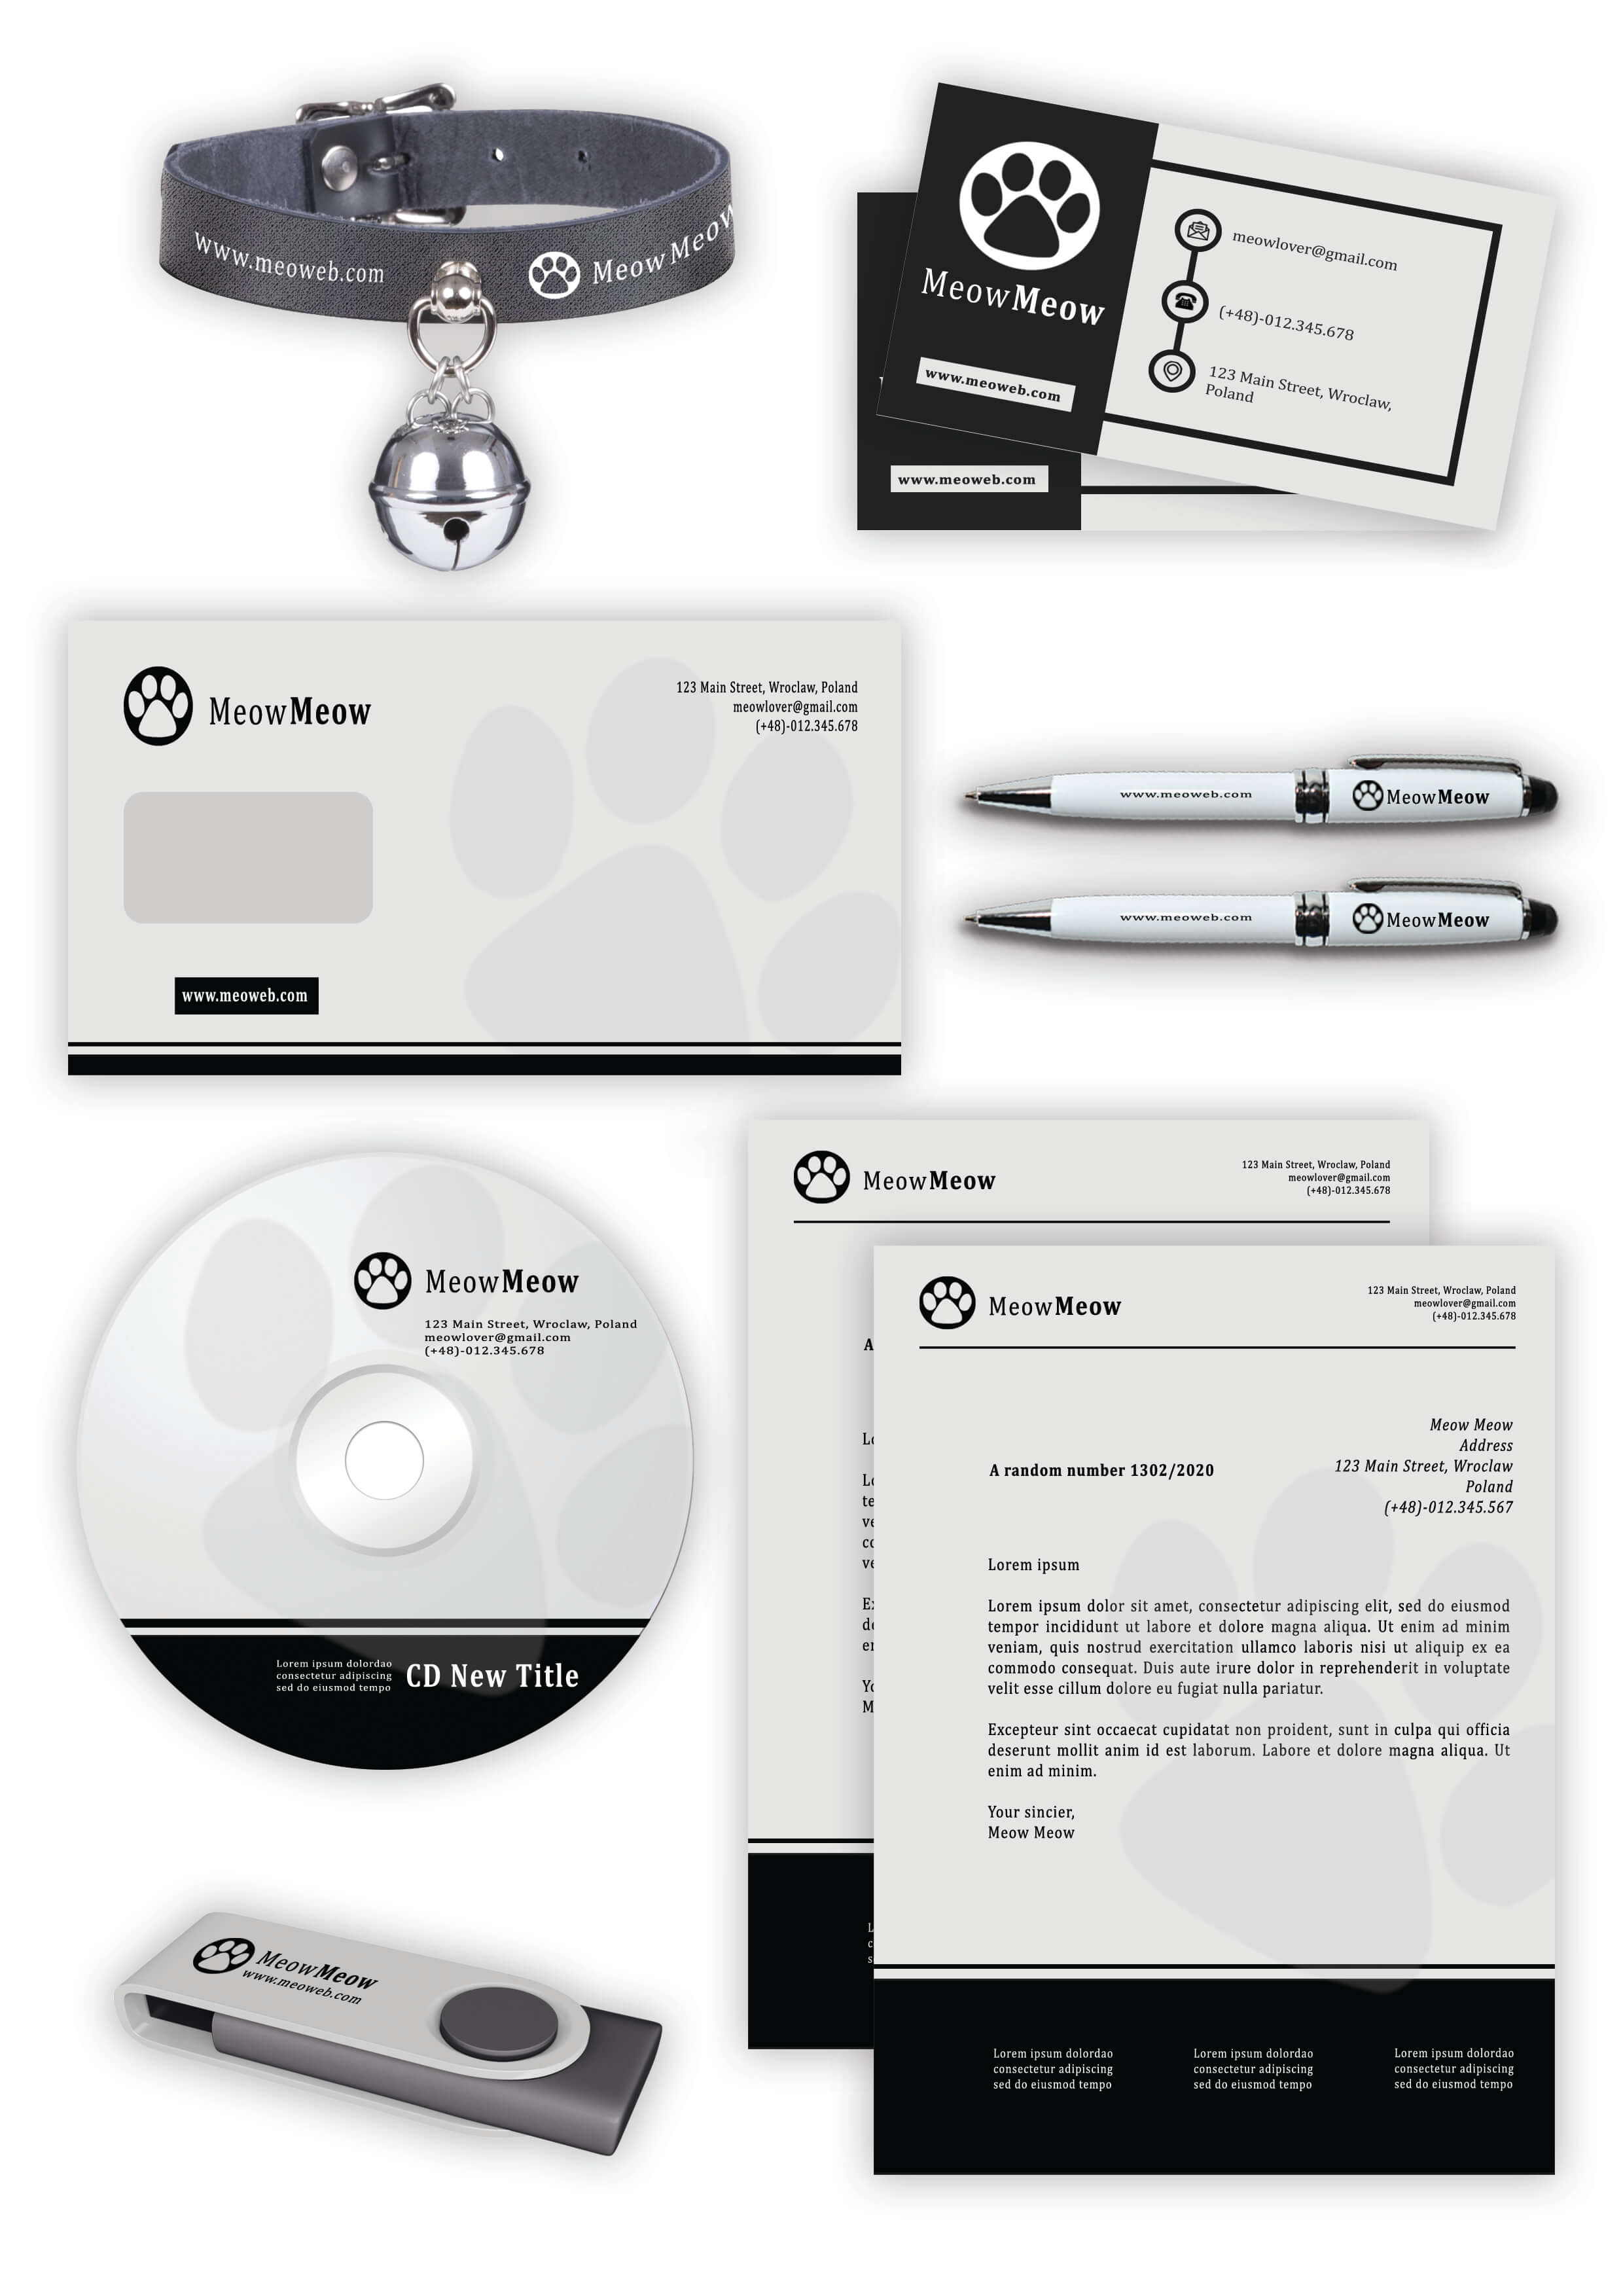 www.meoweb.com
MeowMeow
MeowMeow
www.meoweb.com
meowlover@gmail.com
(+48)-012.345.678
123 Main Street, Wroclaw,
Poland
www.meoweb.com
MeowMeow
123 Main Street, Wroclaw, Poland
meowlover@gmail.com
(+48)-012.345.678
www.meoweb.com
www.meoweb.com
MeowMeow
www.meoweb.com
MeowMeow
MeowMeow
123 Main Street, Wroclaw, Poland
meowlover@gmail.com
(+48)-012.345.678
Lorem ipsum dolordao
consectetur adipiscing
sed do eiusmod tempo
CD New Title
MeowMeow
www.meoweb.com
MeowMeow
123 Main Street, Wroclaw, Poland
meowlover@gmail.com
(+48)-012.345.678
MeowMeow
123 Main Street, Wroclaw, Poland
meowlover@gmail.com
(+48)-012.345.678
Meow Meow
Address
123 Main Street, Wroclaw
Poland
(+48)-012.345.567
A random number 1302/2020
Lorem ipsum
Lorem ipsum dolor sit amet, consectetur adipiscing elit, sed do eiusmod
tempor incididunt ut labore et dolore magna aliqua. Ut enim ad minim
veniam, quis nostrud exercitation ullamco laboris nisi ut aliquip ex ea
commodo consequat. Duis aute irure dolor in reprehenderit in voluptate
velit esse cillum dolore eu fugiat nulla pariatur.
Excepteur sint occaecat cupidatat non proident, sunt in culpa qui officia
deserunt mollit anim id est laborum. Labore et dolore magna aliqua. Ut
enim ad minim.
Your sincier,
Meow Meow
Lorem ipsum dolordao
consectetur adipiscing
sed do eiusmod tempo
Lorem ipsum dolordao
consectetur adipiscing
sed do eiusmod tempo
Lorem ipsum dolordao
consectetur adipiscing
sed do eiusmod tempo